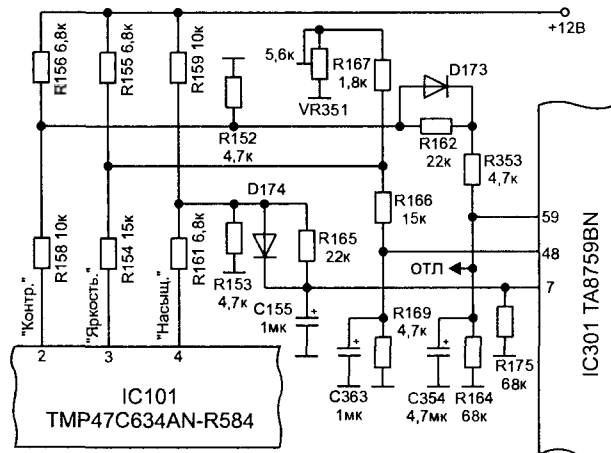 +12В
R156 6,8к
R155 6,8к
R159 10к
5,6к
VR351
R167
1,8к
D173
R152
4,7к
R162
22к
R353
4,7к
D174
R158 10к
R154 15к
R161 6,8к
R153
4,7к
R165
22к
R166
15к
59
48
ОТЛ
7
"Контр."
"Яркость."
"Насыщ."
C155
1мк
R169
4,7к
R175
68к
C363
1мк
C354
4,7мк
R164
68к
2
3
4
IC101
TMP47C634AN-R584
IC301 TA8759BN